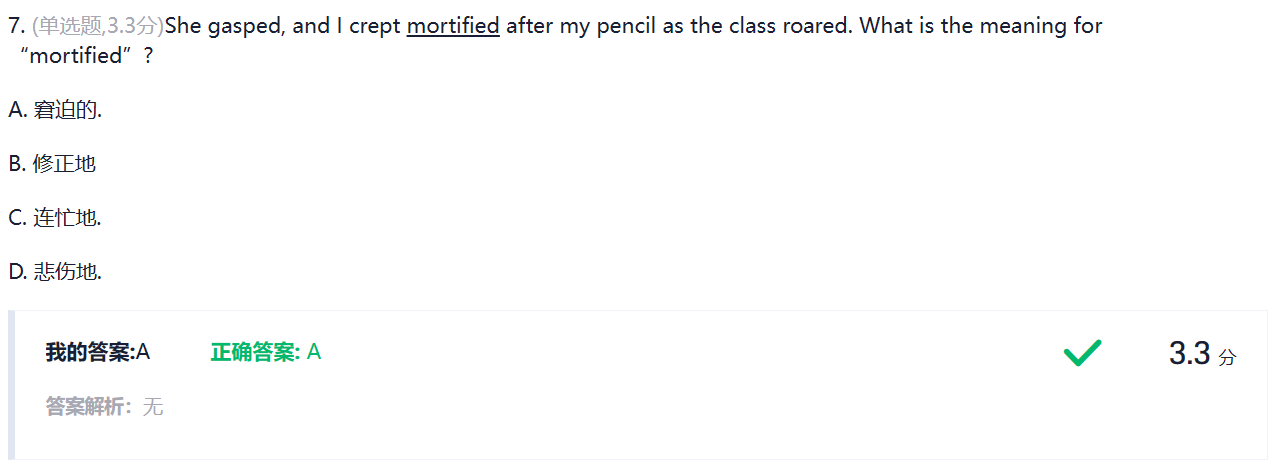 7. (单选题,3.3分)She gasped, and I crept mortified after my pencil as the class roared. What is the meaning for
“mortified”？
A. 窘迫的.
B. 修正地
C. 连忙地.
D. 悲伤地.
我的答案:A 正确答案: A 3.3 分
答案解析：无